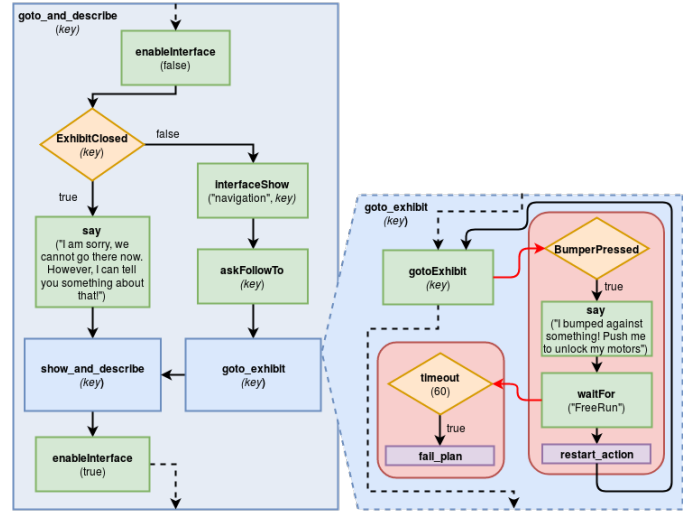 goto_and_describe
(key)
enableInterface
(false)
ExhibitClosed
(key)
false
true
InterfaceShow
("navigation", key)
say
("I am sorry, we
cannot go there now.
However, I can tell
you something about
that!")
askFollowTo
(key)
show_and_describe
(key)
goto_exhibit
(key)
enableInterface
(true)
goto_exhibit
(key)
gotoExhibit
(key)
BumperPressed
true
say
("I bumped against
something! Push me
to unlock my motors")
timeout
(60)
true
fail_plan
waitFor
("FreeRun")
restart_action